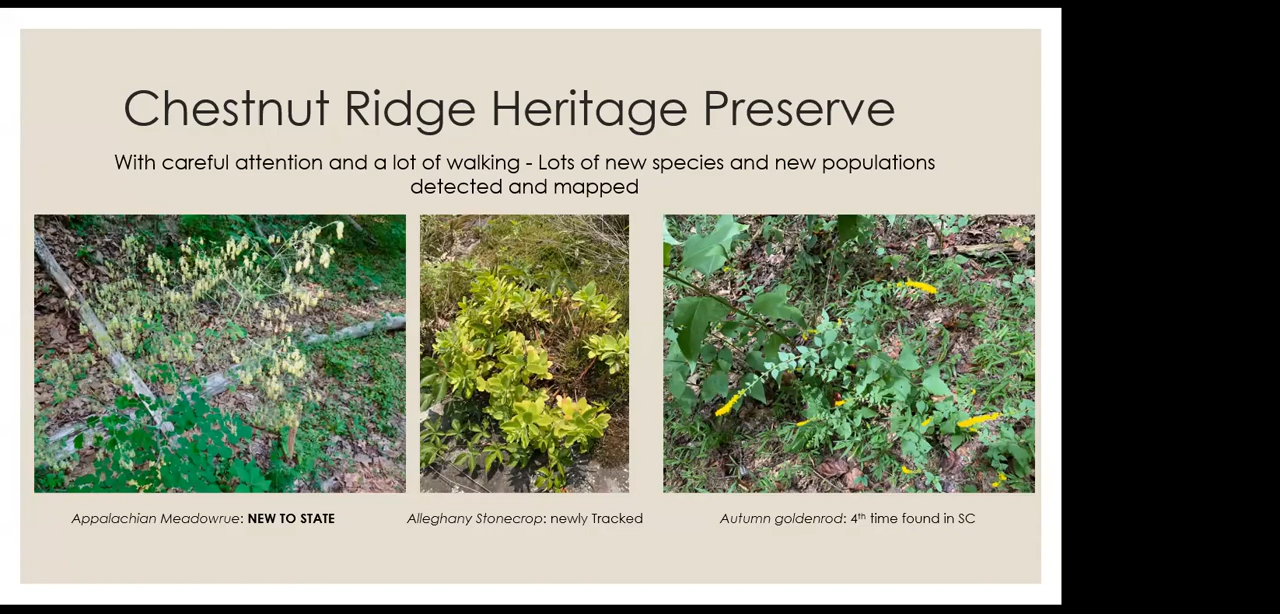 Chestnut Ridge Heritage Preserve
With careful attention and a lot of walking - Lots of new species and new populations
detected and mapped
Appalachian Meadowrue: NEW TO STATE
Alleghany Stonecrop: newly Tracked
Autumn goldenrod: 4th time found in SC